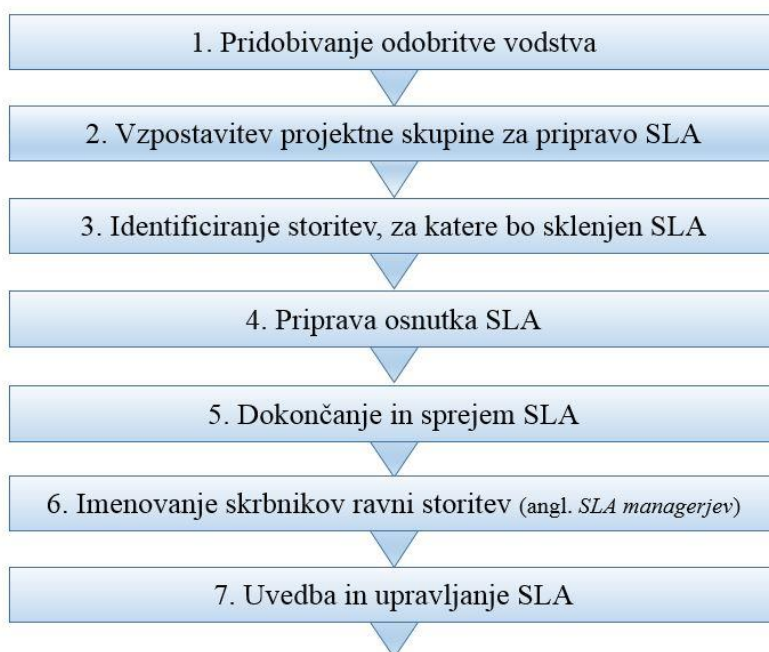 1. Pridobivanje odobritve vodstva
2. Vzpostavitev projektne skupine za pripravo SLA
3. Identificiranje storitev, za katere bo sklenjen SLA
4. Priprava osnutka SLA
5. Dokončanje in sprejem SLA
6. Imenovanje skrbnikov ravni storitev (angl. SLA managerjev)
7. Uvedba in upravljanje SLA